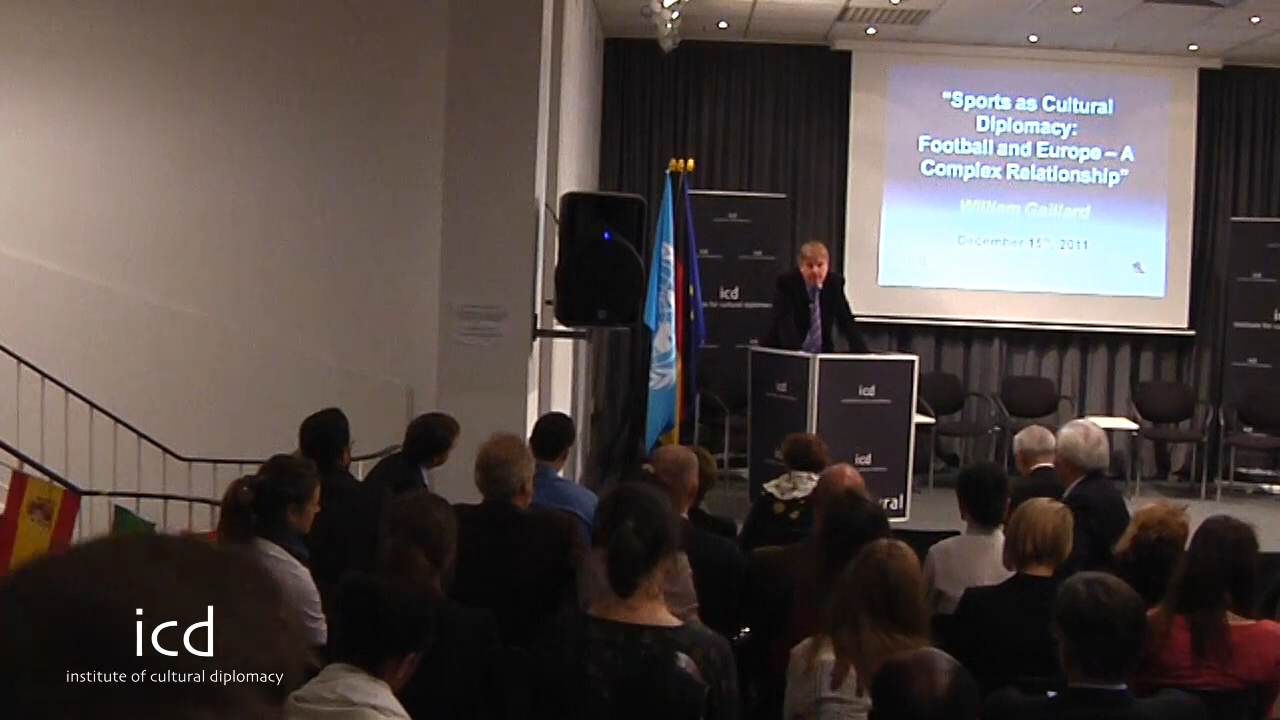 "Sports as Cultural
Diplomacy:
Football and Europe – A
Complex Relationship"
William Gaillard
December 15th, 2011
icd
icd
icd
icd
icd
institute of cultural diplomacy